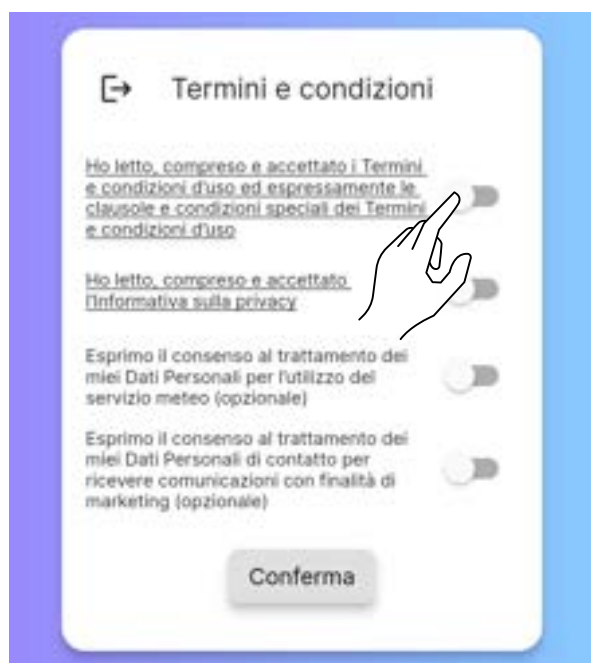 Termini e condizioni
Ho letto, compreso e accettato i Termini
e condizioni d'uso ed espressamente le
clausole e condizioni speciali dei Termini
e condizioni d'uso
Ho letto, compreso e accettato
l'Informativa sulla privacy
Esprimo il consenso al trattamento dei
miei Dati Personali per l'utilizzo del
servizio meteo (opzionale)
Esprimo il consenso al trattamento dei
miei Dati Personali di contatto per
ricevere comunicazioni con finalità di
marketing (opzionale)
Conferma